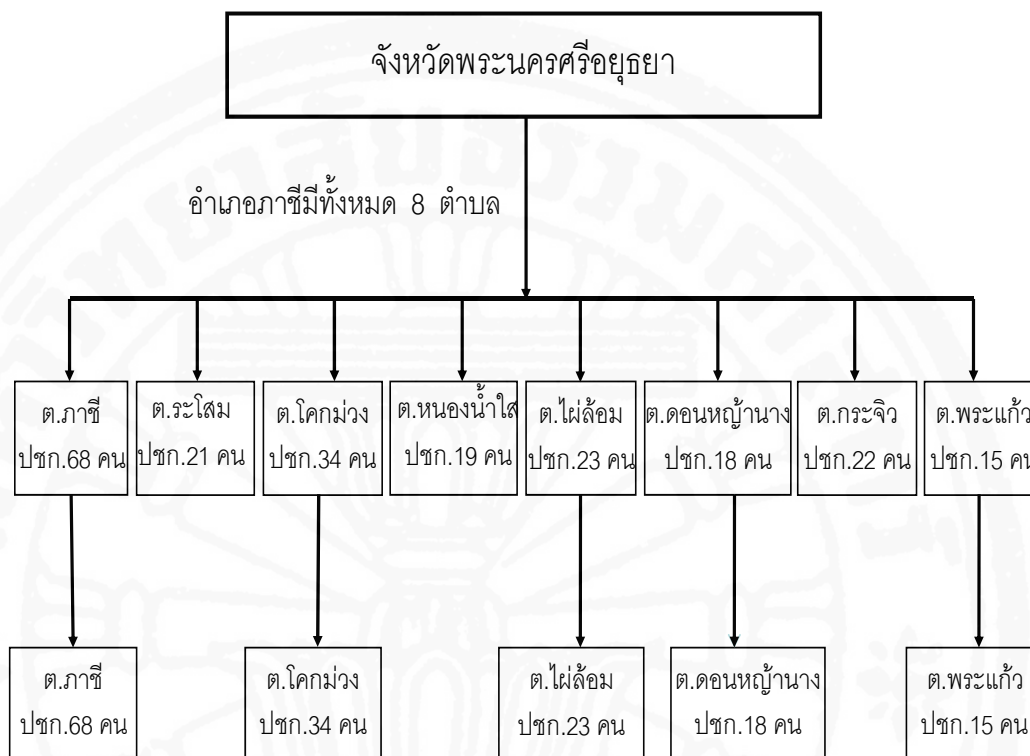 จังหวัดพระนครศรีอยุธยา
อำเภอภาชีมีทั้งหมด 8 ตำบล
ต.ภาชี
ปชก.68 คน
ต.ระโสม
ปชก.21 คน
ต.โคกม่วง
ปชก.34 คน
ต.หนองน้ำใส
ปชก.19 คน
ต.ไผ่ล้อม
ปชก.23 คน
ต.ดอนหญ้านาง
ปชก.18 คน
ต.กระจิว
ปชก.22 คน
ต.พระแก้ว
ปชก.15 คน
ต.ภาชี
ปชก.68 คน
ต.โคกม่วง
ปชก.34 คน
ต.ไผ่ล้อม
ปชก.23 คน
ต.ดอนหญ้านาง
ปชก.18 คน
ต.พระแก้ว
ปชก.15 คน